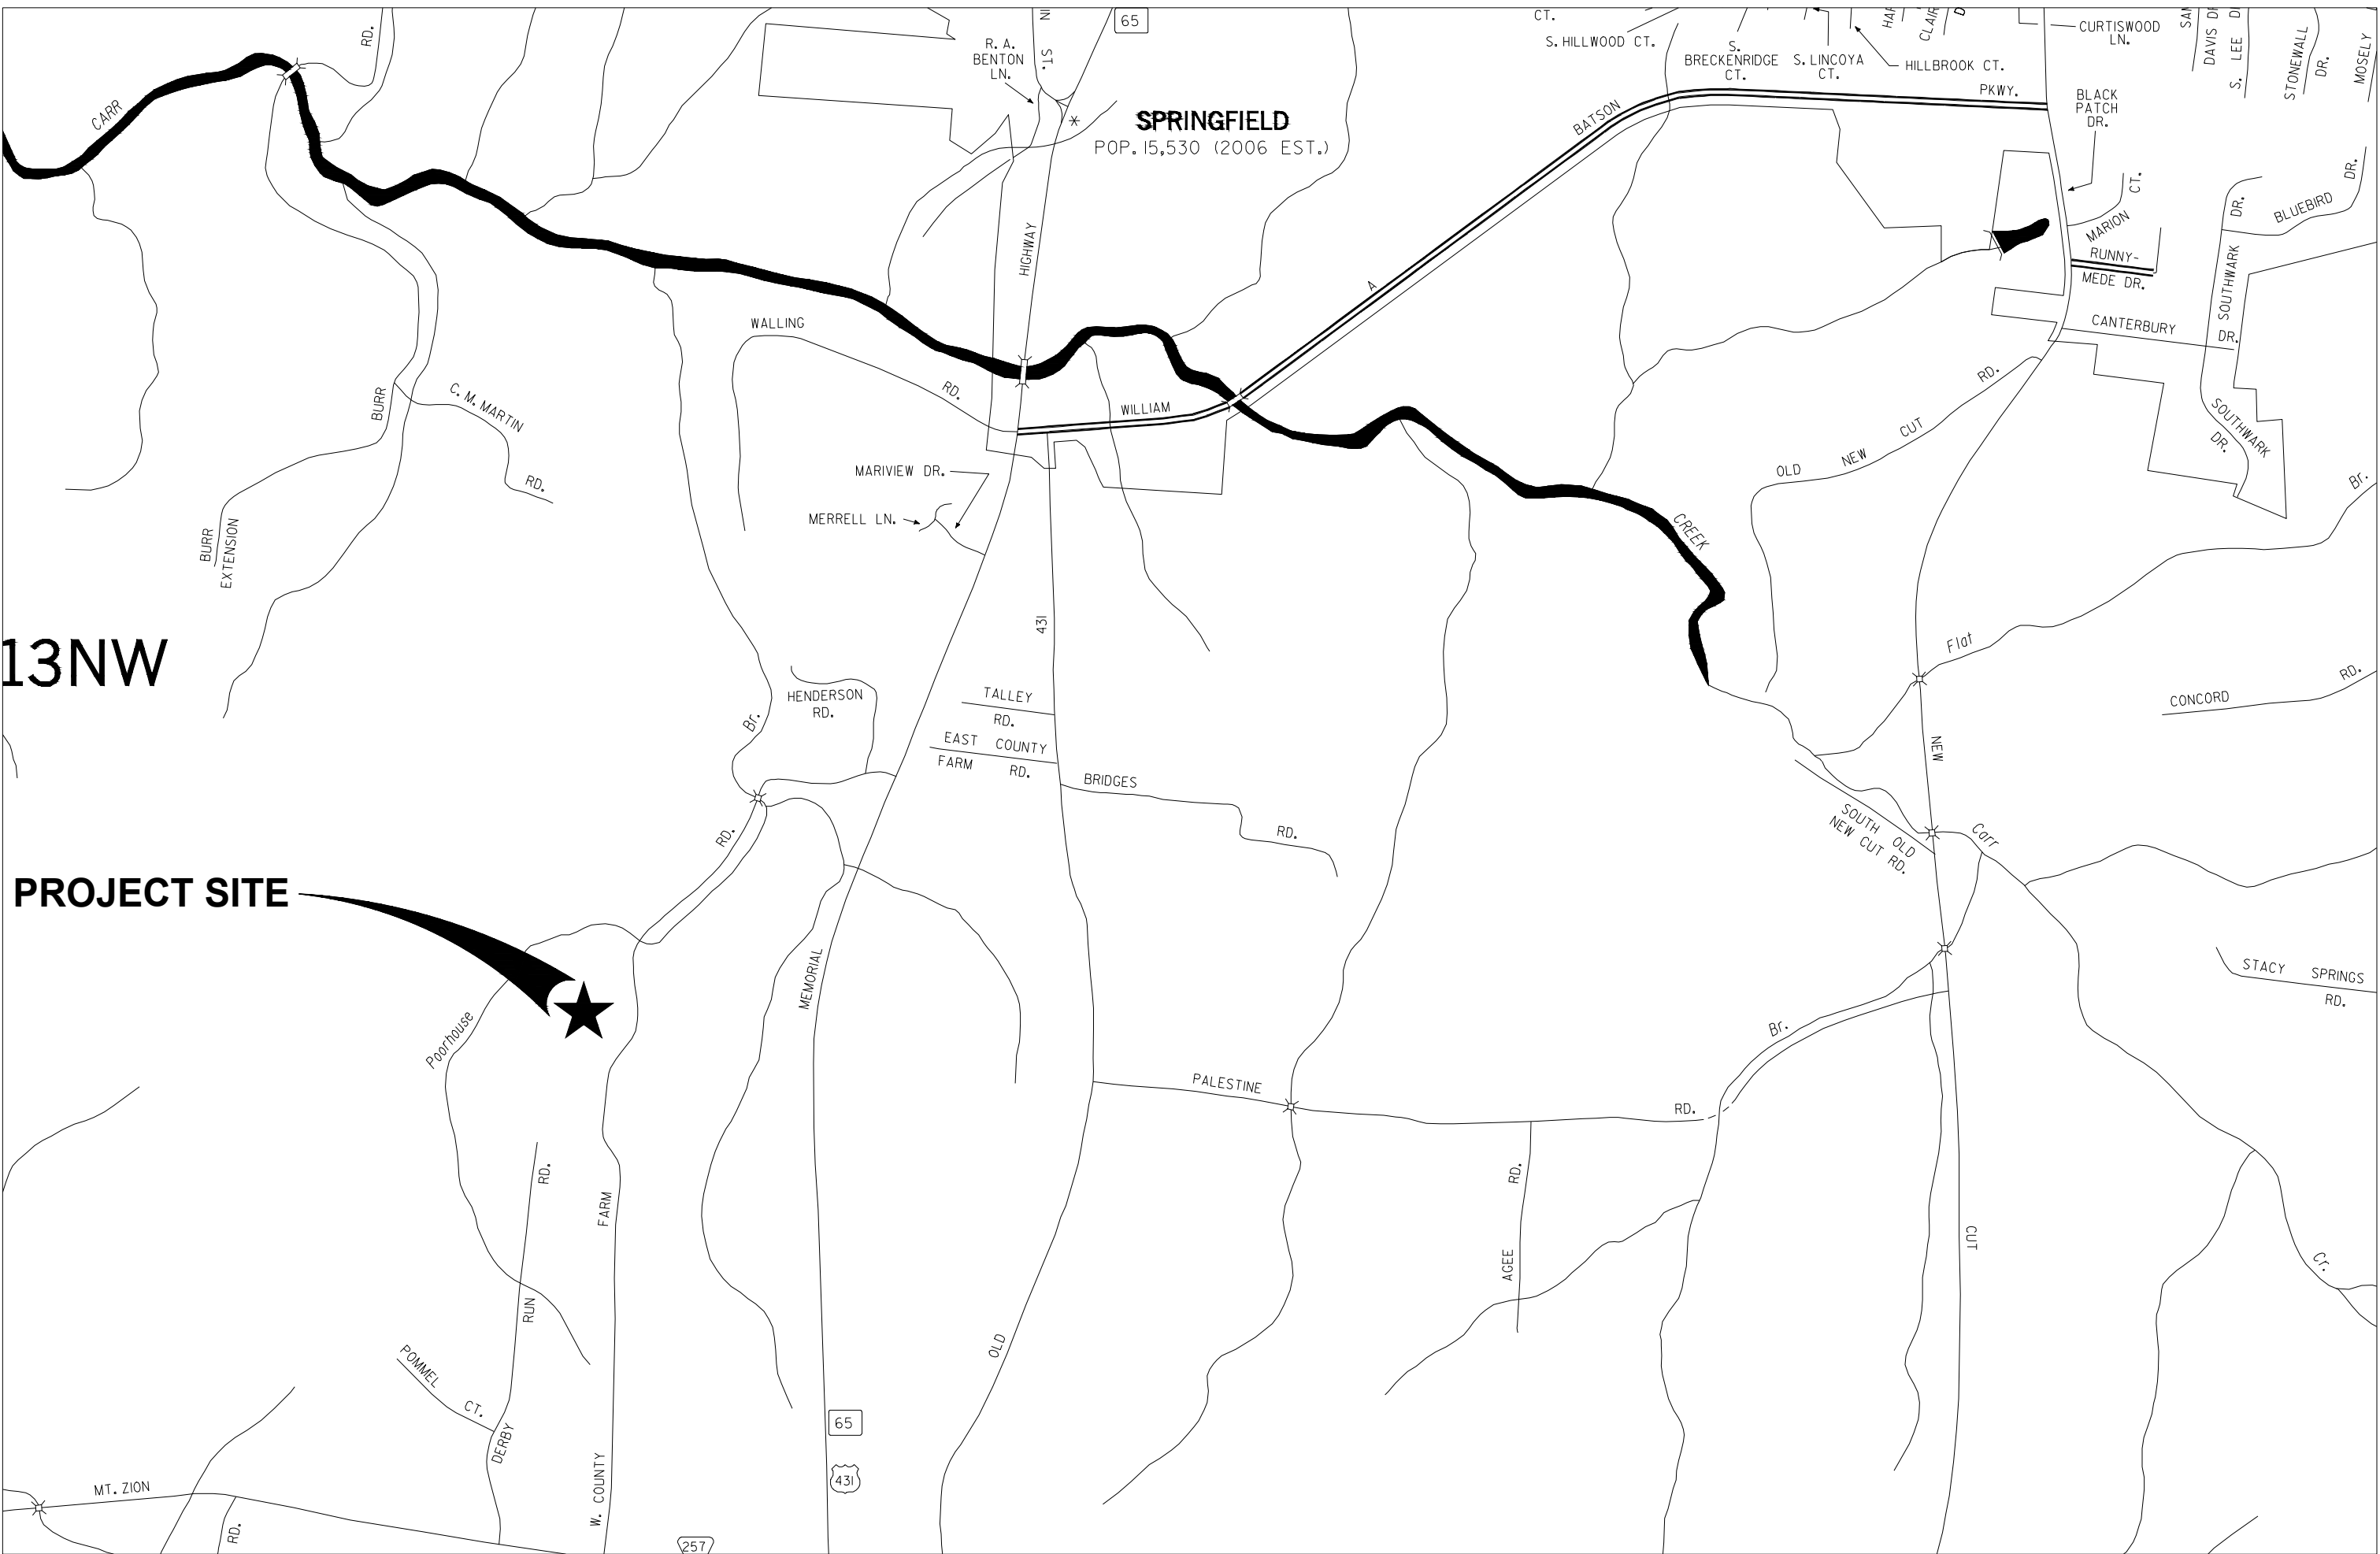 RD.
CARR
R. A.
BENTON
LN.
ST.
65
SPRINGFIELD
POP. 15,530 (2006 EST.)
CT.
S. HILLWOOD CT.
S.
BRECKENRIDGE
CT.
S. LINCOYA
CT.
HILLBROOK CT.
CURTISWOOD
LN.
DAVIS
S. LEE
STONEWALL
DR.
MOSELY
DR.
BATSON
PKWY.
BLACK
PATCH
DR.
HIGHWAY
A
MARION
CT.
RUNNY-
MEDE DR.
BLUEBIRD
DR.
SOUTHWARK
CANTERBURY
DR.
WALLING
RD.
WILLIAM
BURR
C. M. MARTIN
RD.
BURR
EXTENSION
MARIVIEW DR.
MERRELL LN.
OLD NEW CUT RD.
SOUTHWARK
DR.
CREEK
Br.
Flat
13NW
431
HENDERSON
RD.
TALLEY
RD.
EAST COUNTY
FARM RD.
BRIDGES
RD.
Br.
RD.
CONCORD
RD.
NEW
SOUTH OLD
NEW CUT RD.
Carr
PROJECT SITE
Poorhouse
MEMORIAL
STACY SPRINGS
RD.
Br.
PALESTINE
RD.
AGEE RD.
CUT
Cr.
RD.
RUN
DERBY
POMMEL
CT.
FARM
W. COUNTY
OLD
65
431
MT. ZION
RD.
257